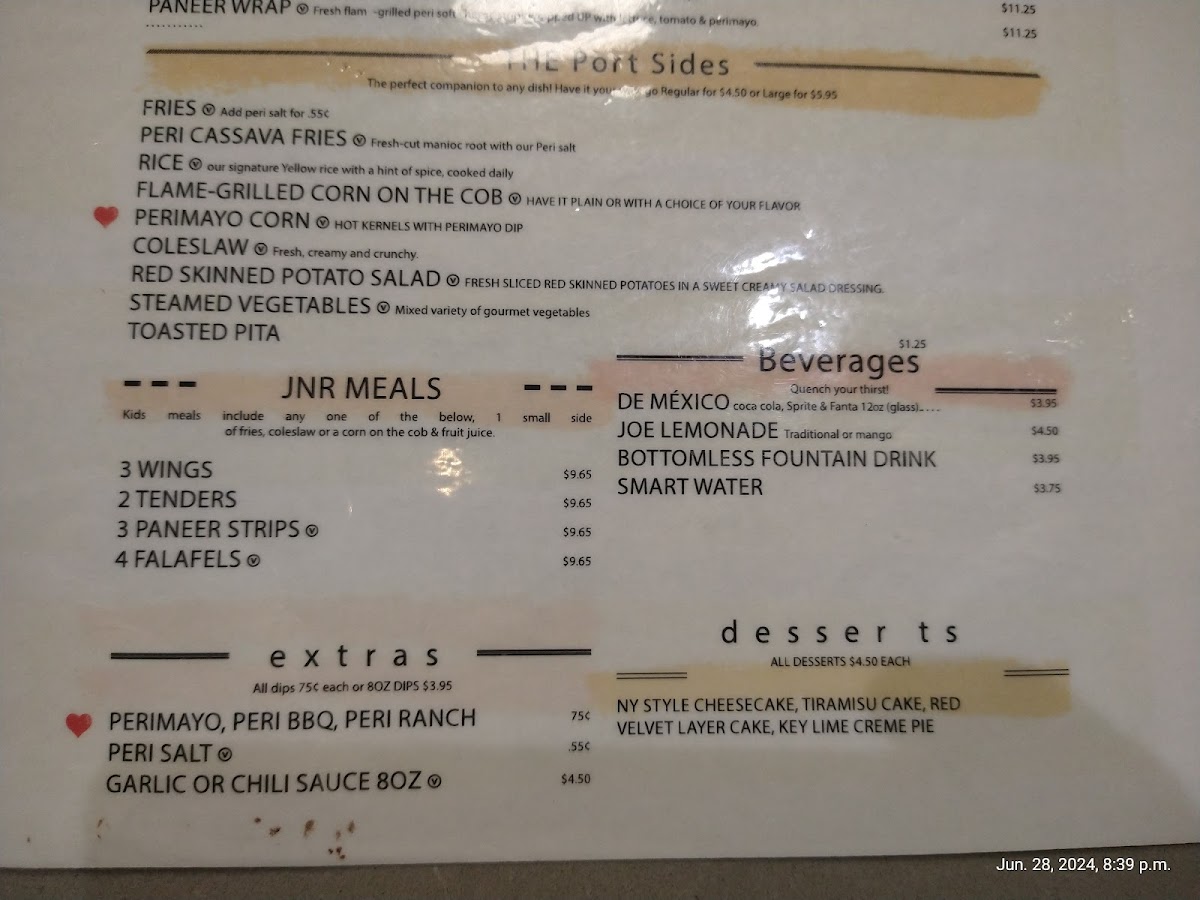 PANEER WRAP Ⓥ Fresh flam -grilled peri soft UP with lettuce, tomato & perimayo $11.25
............ $11.25
THE Port Sides
The perfect companion to any dish! Have it your go Regular for $4.50 or Large for $5.95
FRIES Ⓥ Add peri salt for .55¢
PERI CASSAVA FRIES Ⓥ Fresh-cut manioc root with our Peri salt
RICE Ⓥ our signature Yellow rice with a hint of spice, cooked daily
FLAME-GRILLED CORN ON THE COB Ⓥ HAVE IT PLAIN OR WITH A CHOICE OF YOUR FLAVOR
PERIMAYO CORN Ⓥ HOT KERNELS WITH PERIMAYO DIP
COLESLAW Ⓥ Fresh, creamy and crunchy.
RED SKINNED POTATO SALAD Ⓥ FRESH SLICED RED SKINNED POTATOES IN A SWEET CREAMY SALAD DRESSING.
STEAMED VEGETABLES Ⓥ Mixed variety of gourmet vegetables
TOASTED PITA $1.25
JNR MEALS
Kids meals include any one of the below, 1 small side
of fries, coleslaw or a corn on the cob & fruit juice.
3 WINGS $9.65
2 TENDERS $9.65
3 PANEER STRIPS Ⓥ $9.65
4 FALAFELS Ⓥ $9.65
Beverages
Quench your thirst!
DE MÉXICO coca cola, Sprite & Fanta 12oz (glass)..... $3.95
JOE LEMONADE Traditional or mango $4.50
BOTTOMLESS FOUNTAIN DRINK $3.95
SMART WATER $3.75
extras
All dips 75¢ each or 8OZ DIPS $3.95
PERIMAYO, PERI BBQ, PERI RANCH 75¢
PERI SALT Ⓥ .55¢
GARLIC OR CHILI SAUCE 8OZ Ⓥ $4.50
desserts
ALL DESSERTS $4.50 EACH
NY STYLE CHEESECAKE, TIRAMISU CAKE, RED
VELVET LAYER CAKE, KEY LIME CREME PIE
Jun. 28, 2024, 8:39 p.m.